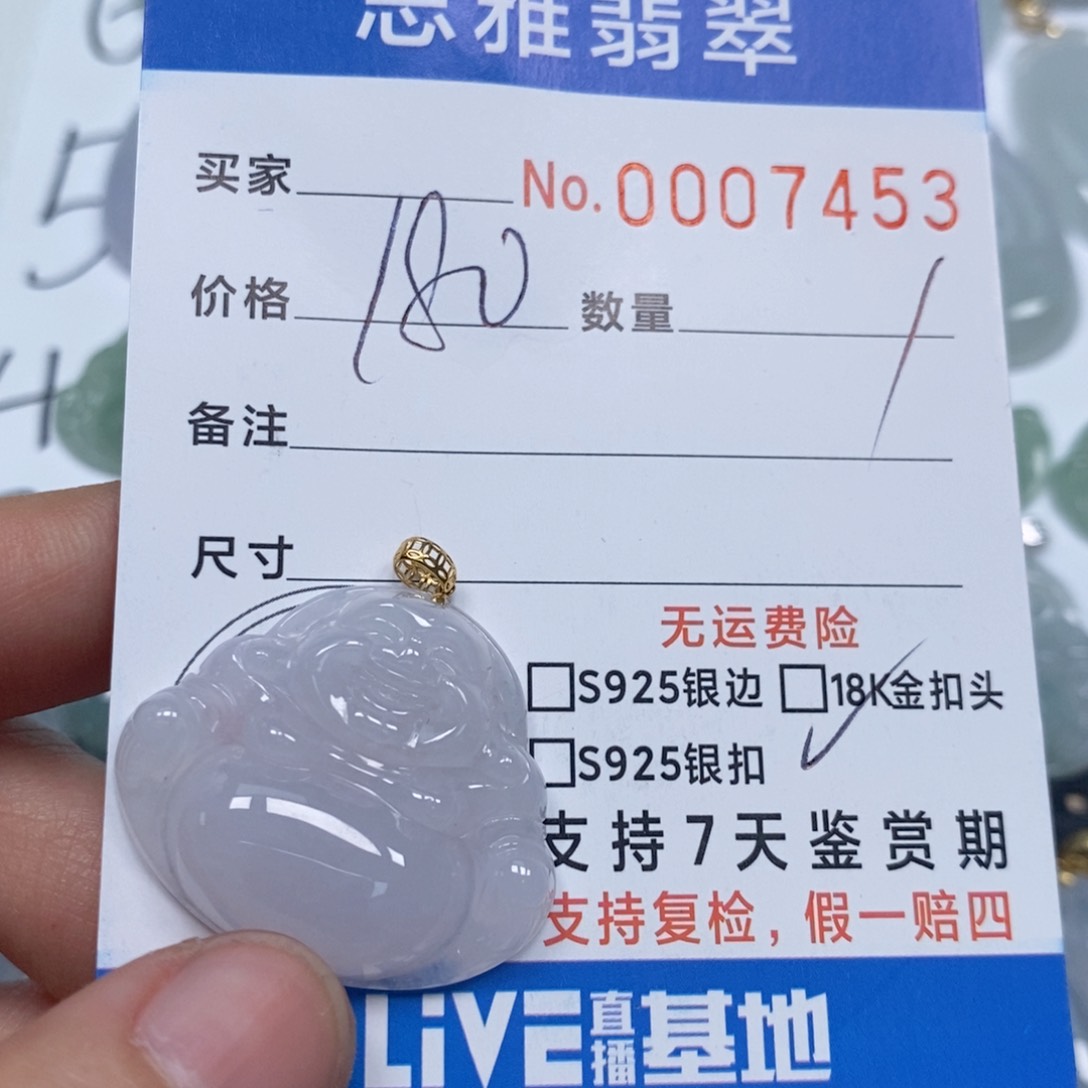 志雅翡翠
买家 No.0007453
价格 180 数量 1
备注
尺寸
无运费险
S925银边 18K金扣头
S925银扣
支持7天鉴赏期
支持复检，假一赔四
LiVE直播基地
5
4